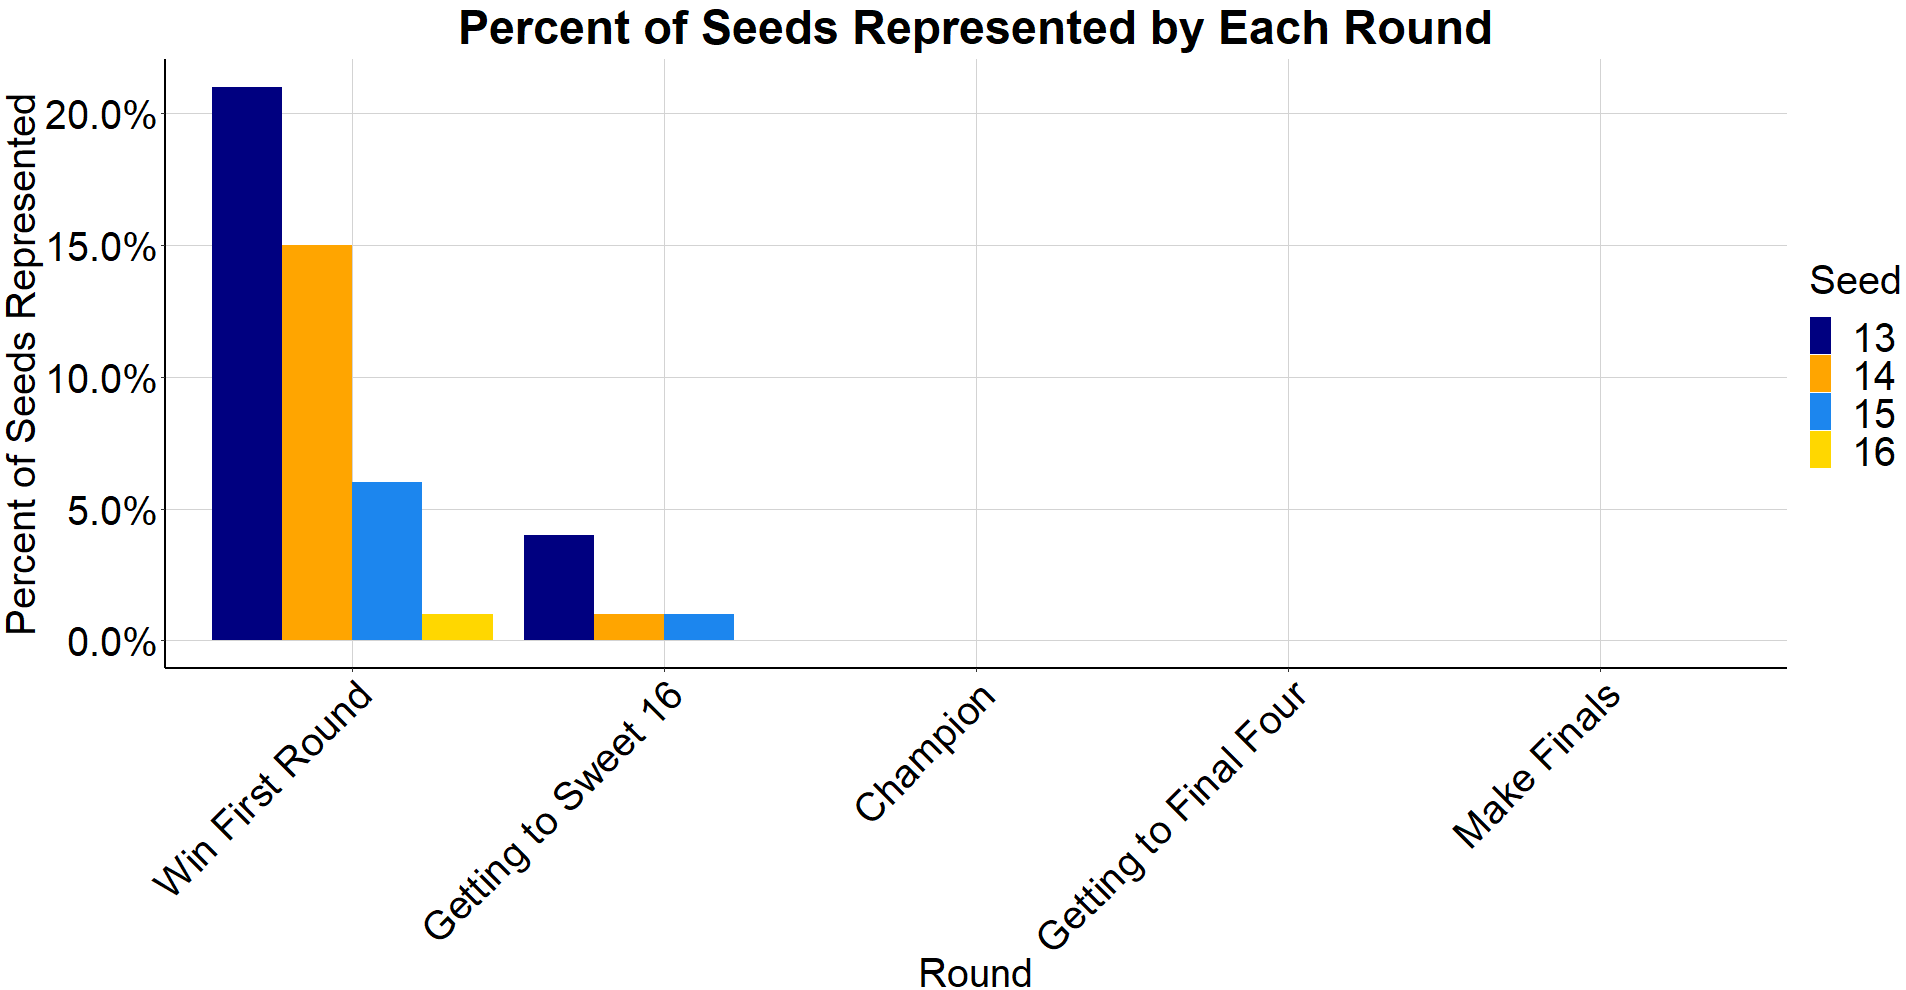 Percent of Seeds Represented by Each Round
Percent of Seeds Represented
20.0%
15.0%
10.0%
5.0%
0.0%
Win First Round
Getting to Sweet 16
Champion
Getting to Final Four
Make Finals
Round
Seed
13
14
15
16